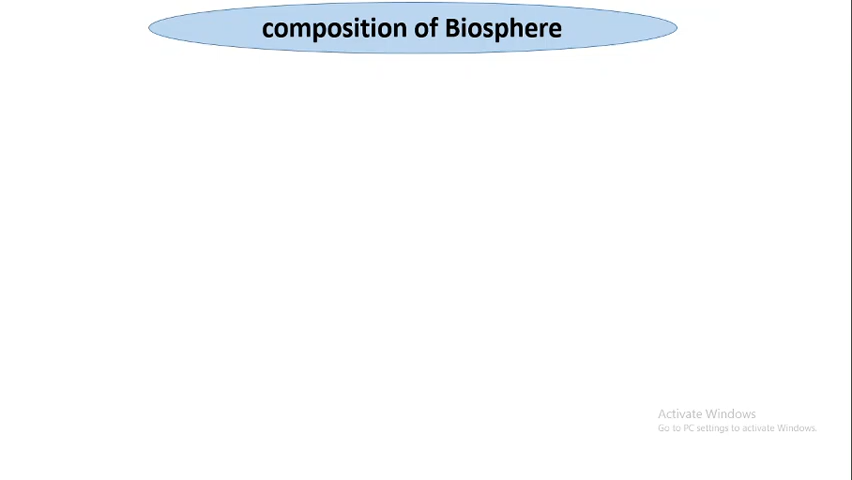 composition of Biosphere
Activate Windows
Go to PC settings to activate Windows.